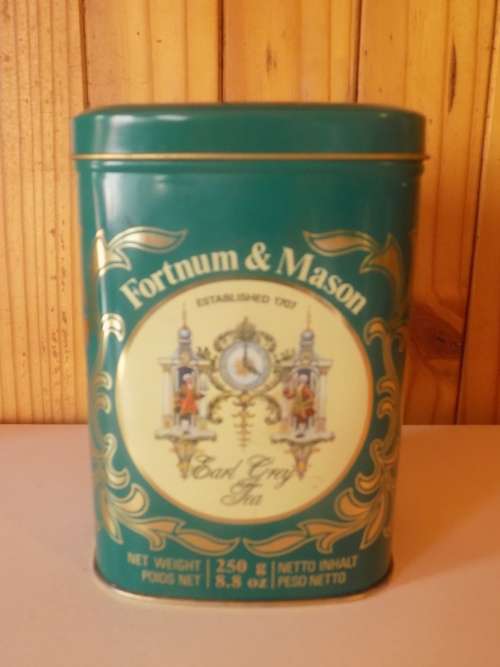 Fortnum & Mason
ESTABLISHED 1707
Earl Grey
Tea
NET WEIGHT 250 g NETTO INHALT
POIDS NET 8.8 oz PESO NETTO